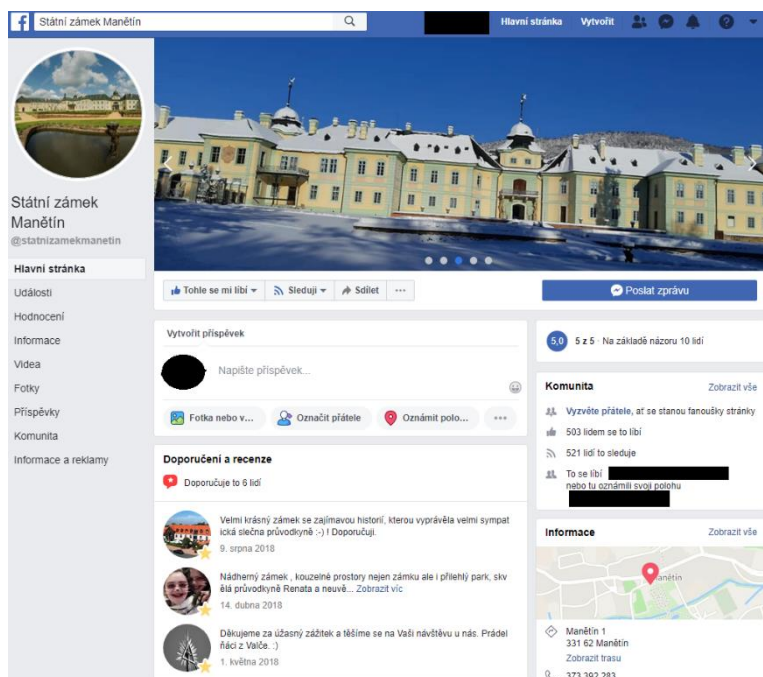 Státní zámek Manětín
Hlavní stránka
Vytvořit
Státní zámek
Manětín
@statnizamekmanetin
Hlavní stránka
Události
Hodnocení
Informace
Videa
Fotky
Příspěvky
Komunita
Informace a reklamy
Tohle se mi líbí
Sleduji
Sdílet
Poslat zprávu
Vytvořit příspěvek
Napište příspěvek...
Fotka nebo v...
Označit přátele
Oznámit polo...
Doporučení a recenze
Doporučuje to 6 lidí
Velmi krásný zámek se zajímavou historií, kterou vyprávěla velmi sympat
ická slečna průvodkyně :-) ! Doporučuji.
9. srpna 2018
Nádherný zámek , kouzelné prostory nejen zámku ale i přilehlý park, skv
ělá průvodkyně Renata a neuvě... Zobrazit víc
14. dubna 2018
Děkujeme za úžasný zážitek a těšíme se na Vaši návštěvu u nás. Prádel
ňáci z Valče. :)
1. května 2018
5,0
5 z 5 · Na základě názoru 10 lidí
Komunita
Zobrazit vše
Vyzvěte přátele, ať se stanou fanoušky stránky
503 lidem se to líbí
521 lidí to sleduje
To se líbí
nebo tu oznámili svoji polohu
Informace
Zobrazit vše
Manětín
Manětín 1
331 62 Manětín
Zobrazit trasu
373 392 283